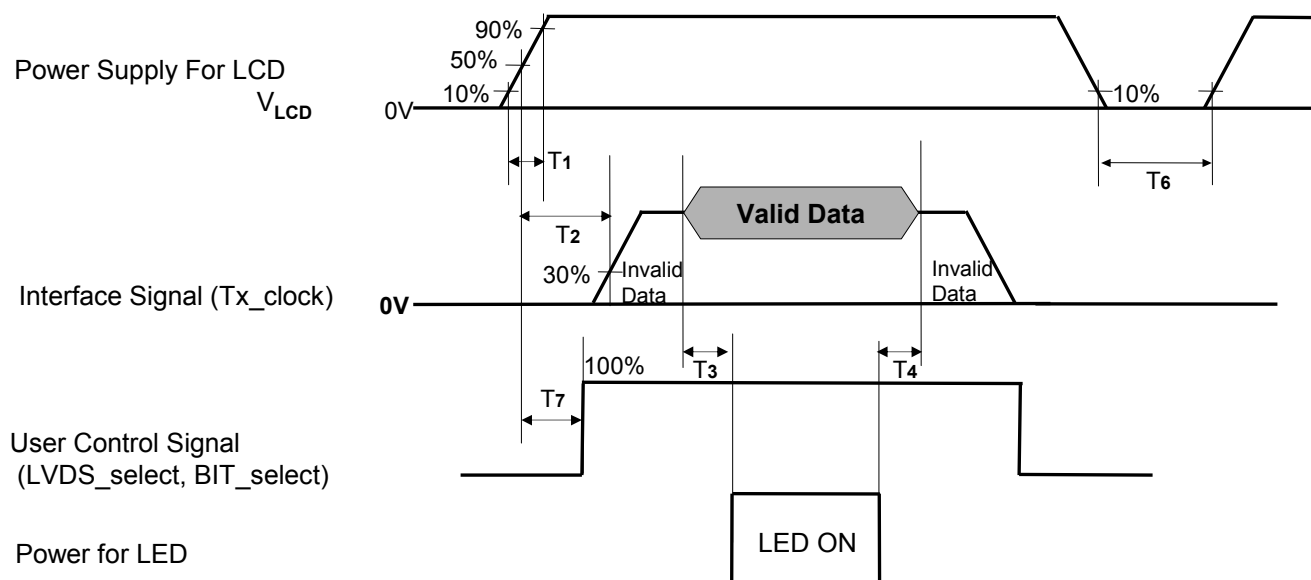 90%
50%
10%
Power Supply For LCD
VLCD
0V
10%
T1
T6
Valid Data
T2
30%
Invalid
Data
Invalid
Data
Interface Signal (Tx_clock)
0V
T3
T4
100%
T7
User Control Signal
(LVDS_select, BIT_select)
LED ON
Power for LED